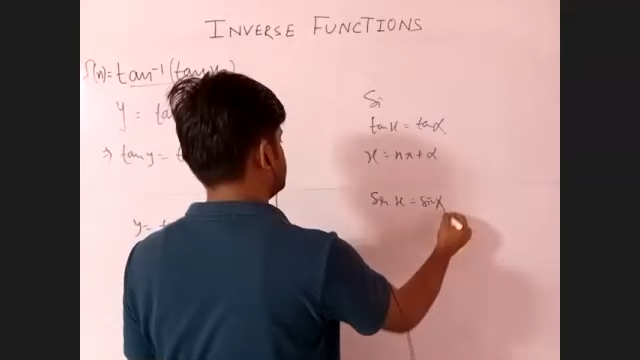 INVERSE FUNCTIONS
f(x) = tan⁻¹(tan x)
y = ta
⇒ tan y = t
y =
Si
tan x = tan α
x = nπ + α
sin x = sin α